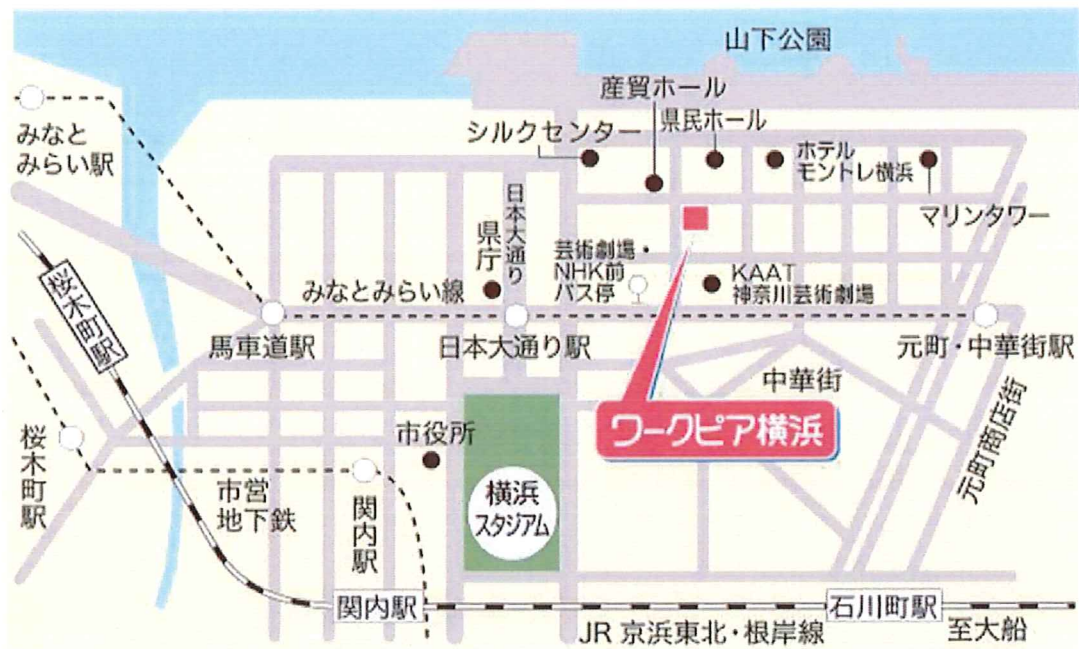 山下公園
産貿ホール
県民ホール
シルクセンター
ホテル
モントレ横浜
マリンタワー
みなと
みらい駅
日本大通り
県庁
芸術劇場・
NHK前
バス停
KAAT
神奈川芸術劇場
桜木町駅
みなとみらい線
馬車道駅
日本大通り駅
元町・中華街駅
中華街
ワークピア横浜
元町商店街
桜木町駅
市役所
市営
地下鉄
関内駅
横浜
スタジアム
関内駅
石川町駅
JR 京浜東北・根岸線
至大船